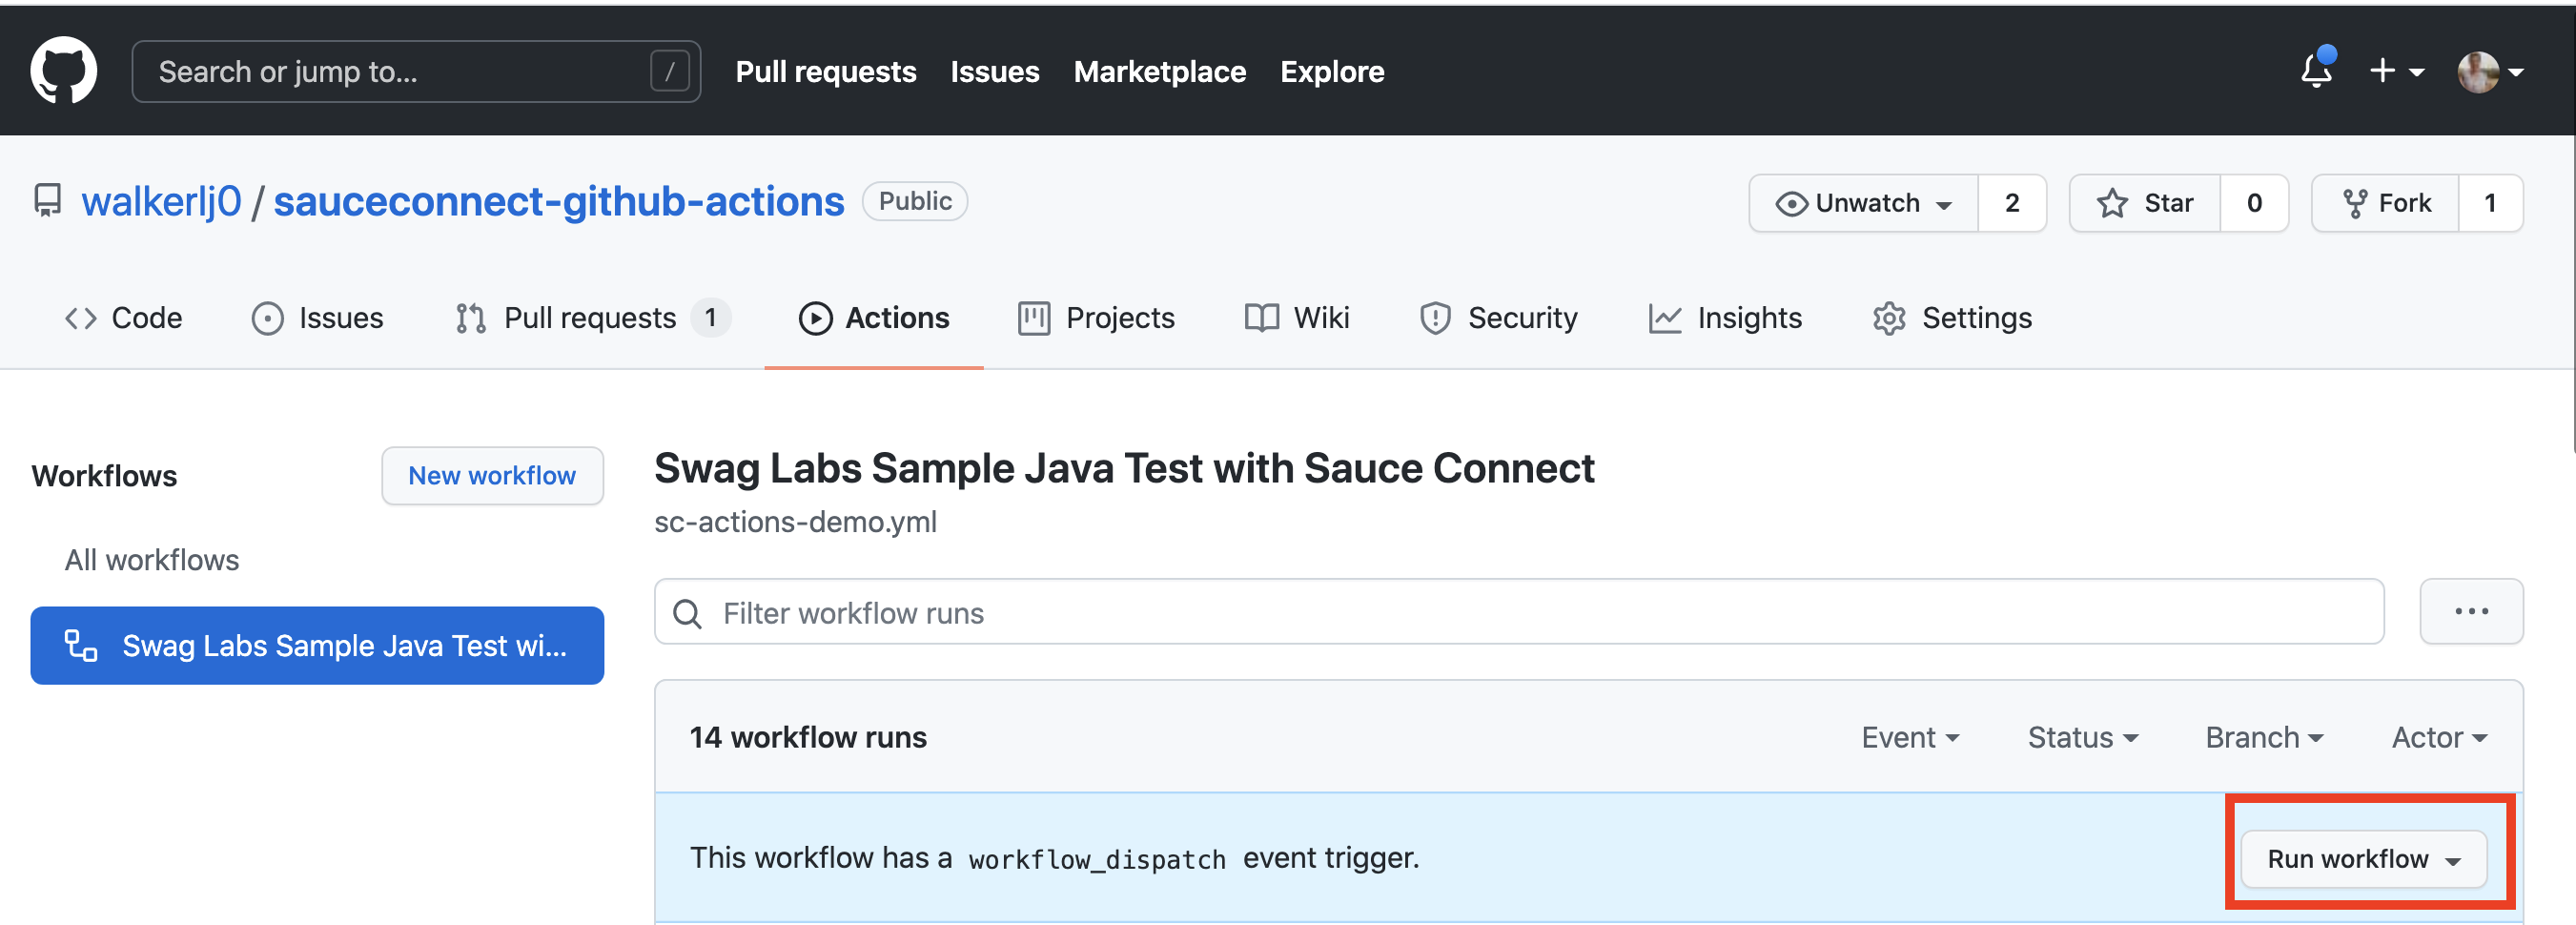 Search or jump to... / Pull requests Issues Marketplace Explore
walkerlj0 / sauceconnect-github-actions Public Unwatch 2 Star 0 Fork 1
Code Issues Pull requests 1 Actions Projects Wiki Security Insights Settings
Workflows New workflow
All workflows
Swag Labs Sample Java Test wi...
Swag Labs Sample Java Test with Sauce Connect
sc-actions-demo.yml
Filter workflow runs ...
14 workflow runs Event Status Branch Actor
This workflow has a workflow_dispatch event trigger. Run workflow